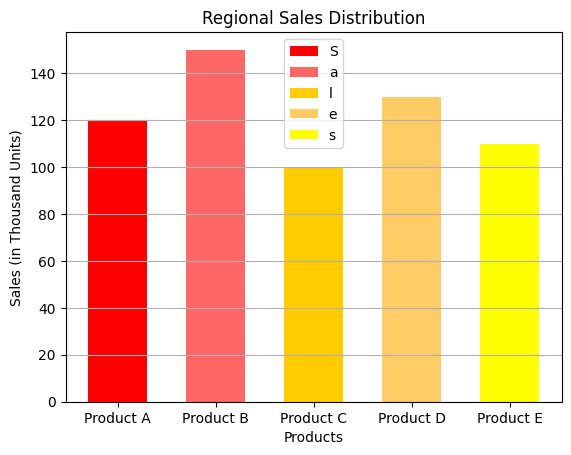 Regional Sales Distribution
Sales (in Thousand Units)
140
120
100
80
60
40
20
0
S
a
l
e
s
Product A Product B Product C Product D Product E
Products